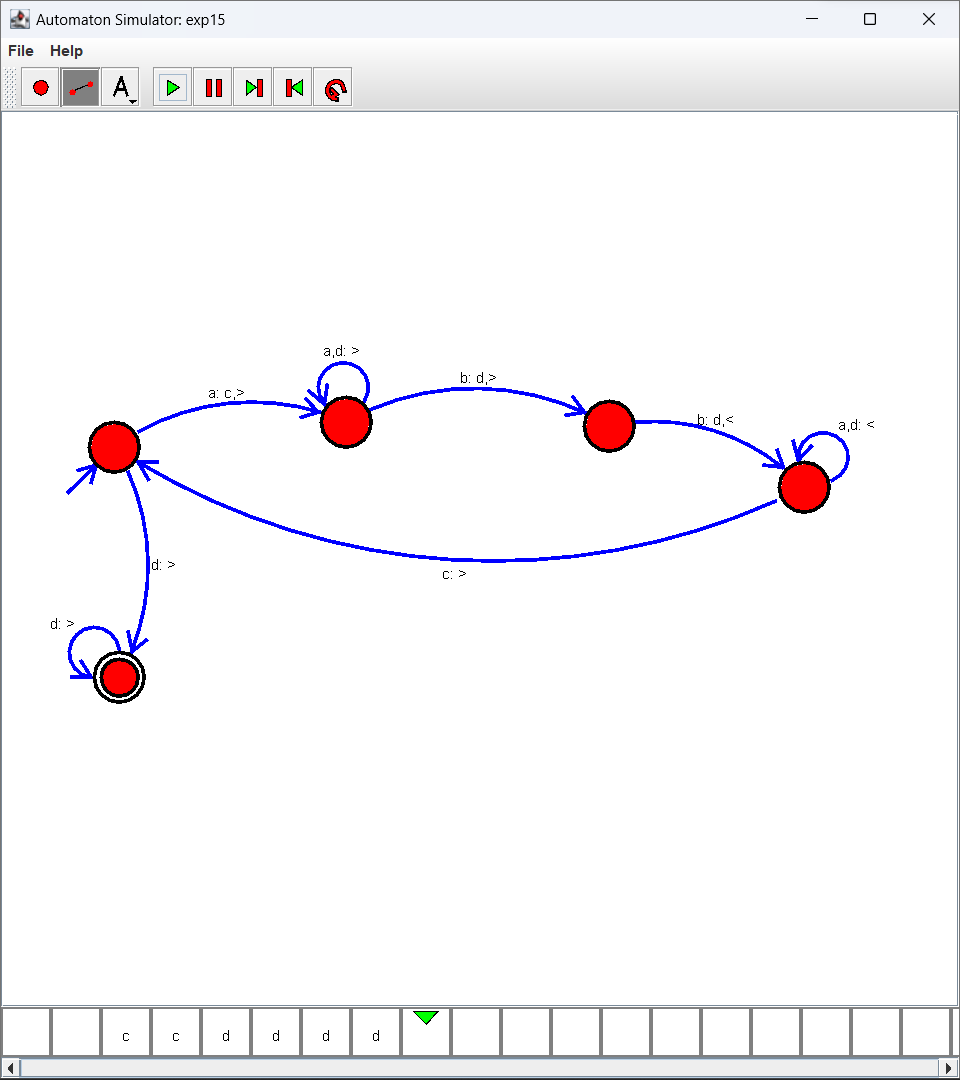 Automaton Simulator: exp15
File Help
A
a,d: >
b: d,>
a: c,>
b: d,<
a,d: <
d: >
c: >
d: >
c c d d d d